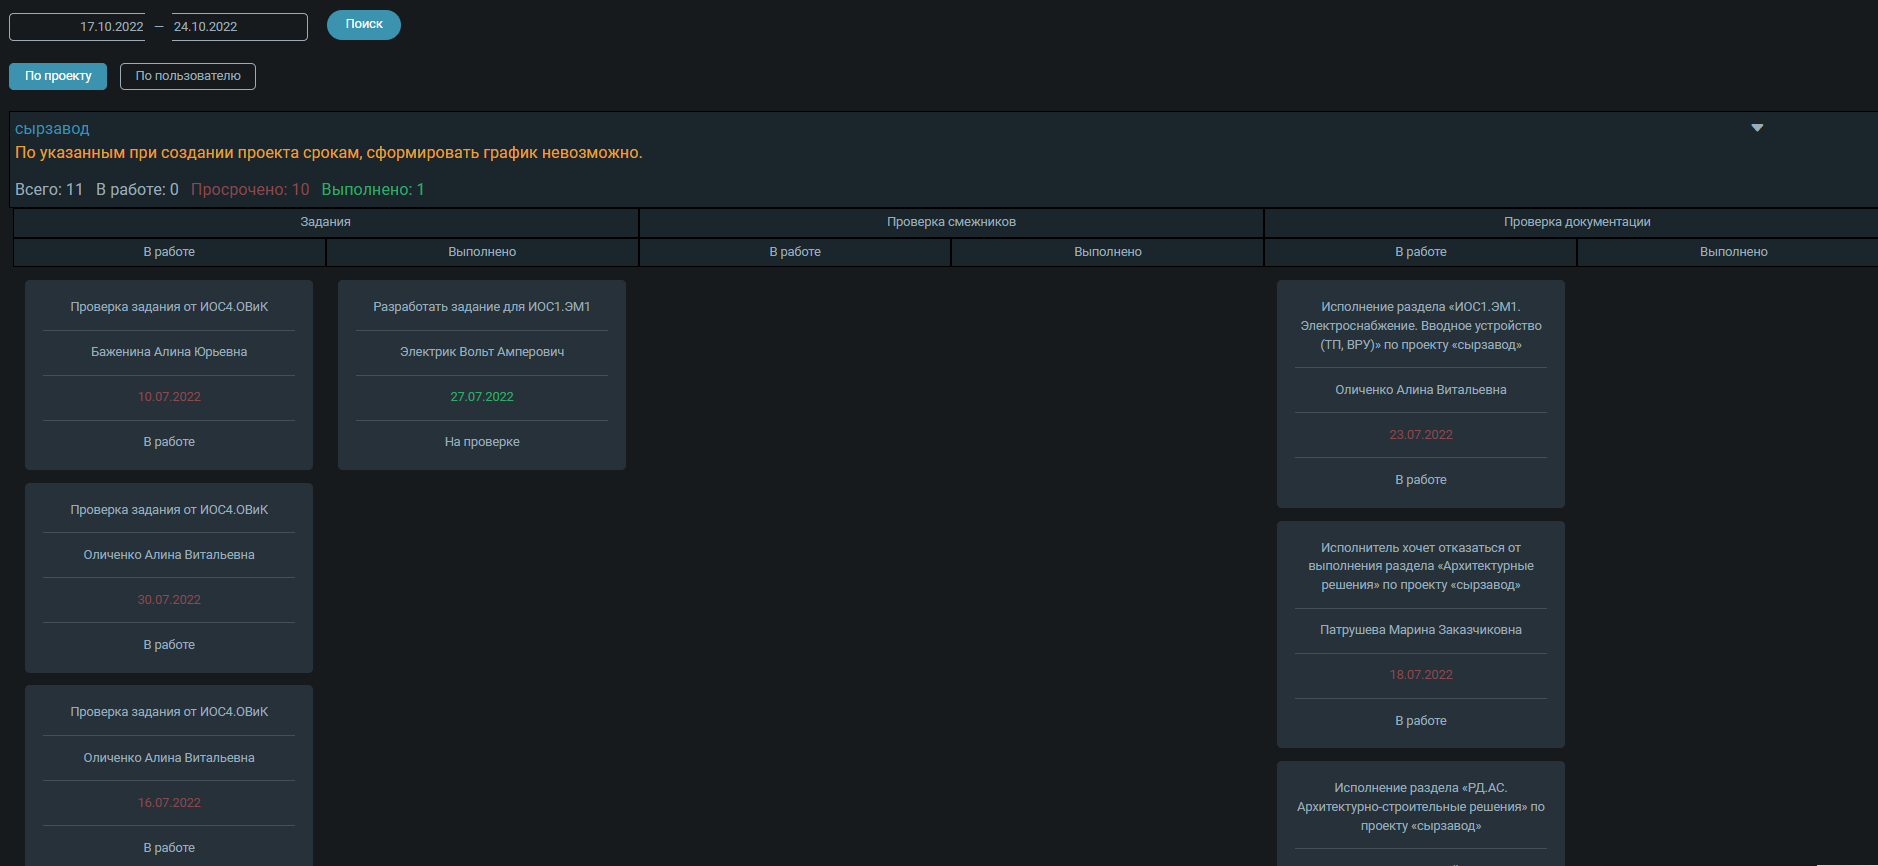 17.10.2022 — 24.10.2022
Поиск
По проекту
По пользователю
сырзавод
По указанным при создании проекта срокам, сформировать график невозможно.
Всего: 11 В работе: 0 Просрочено: 10 Выполнено: 1
Задания
Проверка смежников
Проверка документации
В работе
Выполнено
В работе
Выполнено
В работе
Выполнено
Проверка задания от ИОС4.ОВиК
Баженина Алина Юрьевна
10.07.2022
В работе
Проверка задания от ИОС4.ОВиК
Оличенко Алина Витальевна
30.07.2022
В работе
Проверка задания от ИОС4.ОВиК
Оличенко Алина Витальевна
16.07.2022
В работе
Разработать задание для ИОС1.ЭМ1
Электрик Вольт Амперович
27.07.2022
На проверке
Исполнение раздела «ИОС1.ЭМ1.
Электроснабжение. Вводное устройство
(ТП, ВРУ)» по проекту «сырзавод»
Оличенко Алина Витальевна
23.07.2022
В работе
Исполнитель хочет отказаться от
выполнения раздела «Архитектурные
решения» по проекту «сырзавод»
Патрушева Марина Заказчиковна
18.07.2022
В работе
Исполнение раздела «РД.АС.
Архитектурно-строительные решения» по
проекту «сырзавод»